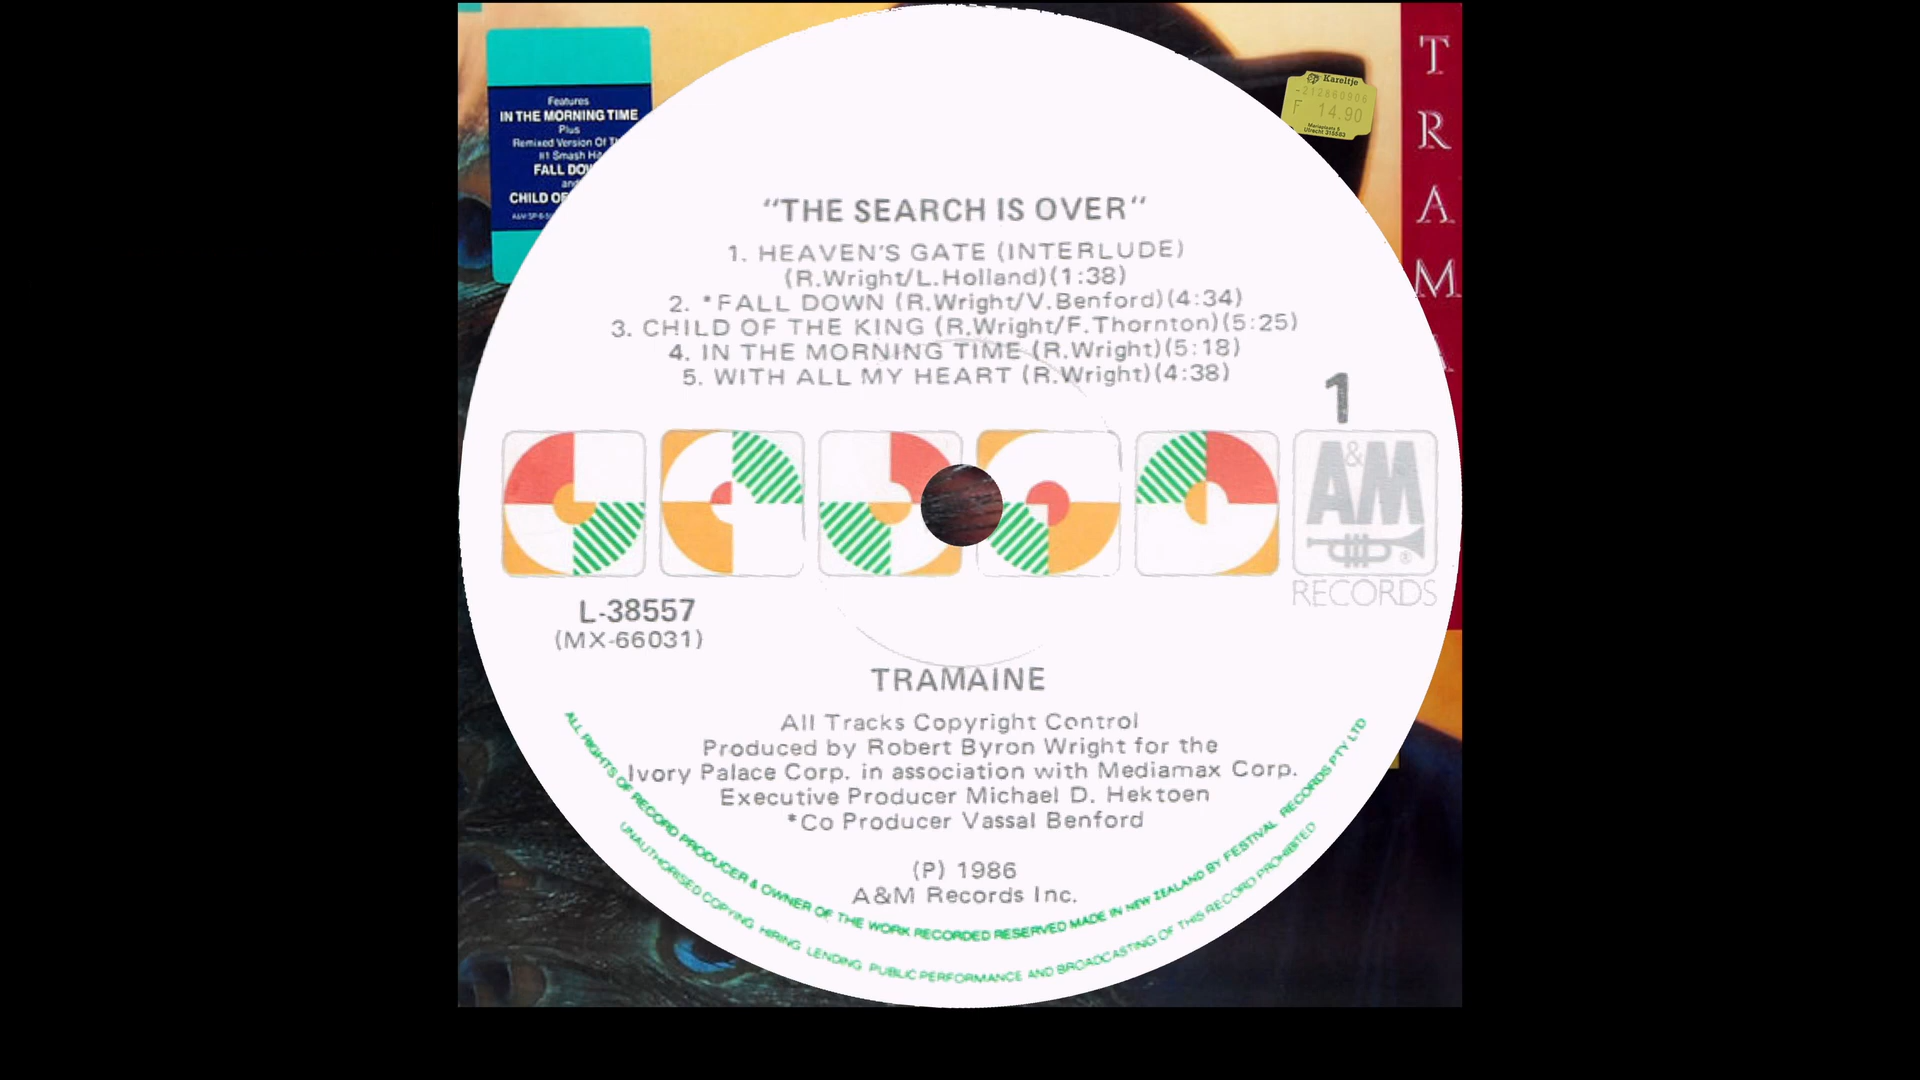 Features
IN THE MORNING TIME
Plus
Remixed Version Of
#1 Smash
FALL
and
CHILD OF
T
R
A
M
A
Kareltje
-212860906
F 14.90
Mariaplaats 5
Utrecht 315583
"THE SEARCH IS OVER"
1. HEAVEN'S GATE (INTERLUDE)
(R.Wright/L.Holland)(1:38)
2. *FALL DOWN (R.Wright/V.Benford)(4:34)
3. CHILD OF THE KING (R.Wright/F.Thornton)(5:25)
4. IN THE MORNING TIME (R.Wright)(5:18)
5. WITH ALL MY HEART (R.Wright)(4:38)
1
A&M
®
RECORDS
L-38557
(MX-66031)
TRAMAINE
All Tracks Copyright Control
Produced by Robert Byron Wright for the
Ivory Palace Corp. in association with Mediamax Corp.
Executive Producer Michael D. Hektoen
*Co Producer Vassal Benford
(P) 1986
A&M Records Inc.
ALL RIGHTS OF RECORD PRODUCER & OWNER OF THE WORK RECORDED RESERVED MADE IN NEW ZEALAND BY FESTIVAL RECORDS PTY LTD
UNAUTHORISED COPYING HIRING LENDING PUBLIC PERFORMANCE AND BROADCASTING OF THIS RECORD PROHIBITED